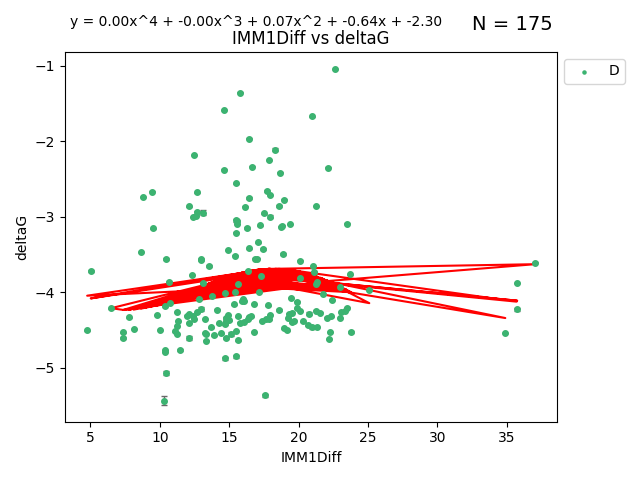 y = 0.00x^4 + -0.00x^3 + 0.07x^2 + -0.64x + -2.30
N = 175
IMM1Diff vs deltaG
D
deltaG
−1
−2
−3
−4
−5
5 10 15 20 25 30 35
IMM1Diff